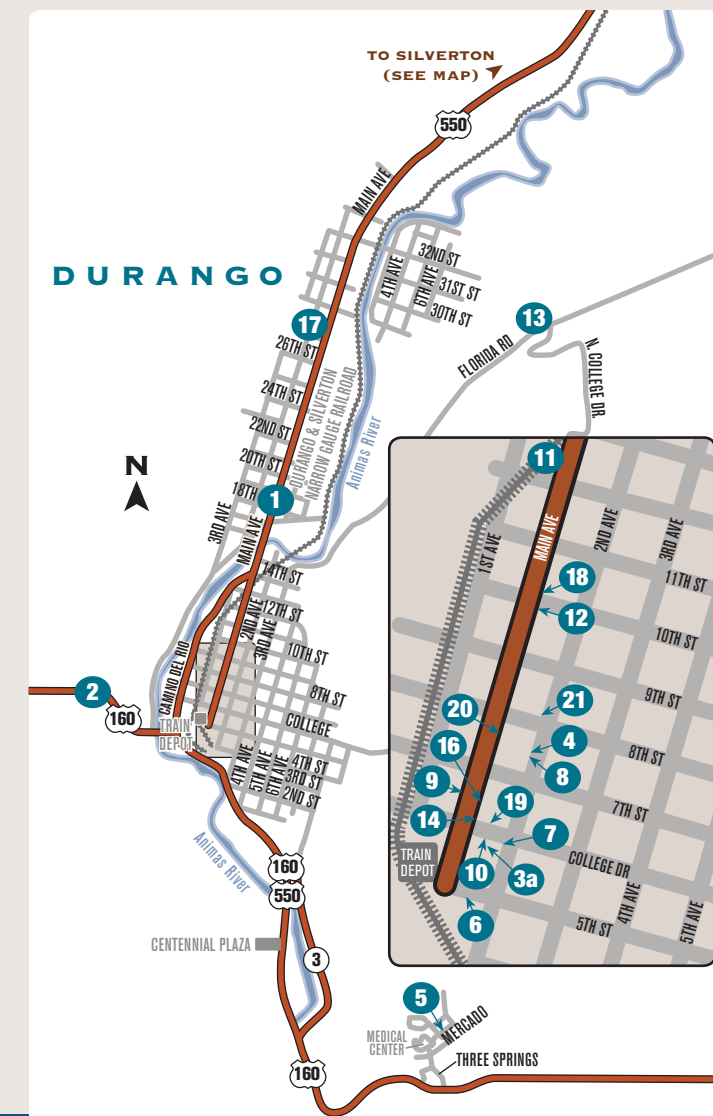 TO SILVERTON
(SEE MAP)
550
MAIN AVE
DURANGO
32ND ST
4TH AVE
6TH AVE
31ST ST
30TH ST
17
13
26TH ST
FLORIDA RD
N. COLLEGE DR.
24TH ST
DURANGO & SILVERTON
NARROW GAUGE RAILROAD
Animas River
22ND ST
20TH ST
N
18TH
1
3RD AVE
MAIN AVE
14TH ST
12TH ST
2ND AVE
3RD AVE
10TH ST
8TH ST
COLLEGE
CAMINO DEL RIO
2
160
TRAIN
DEPOT
4TH ST
3RD ST
2ND ST
4TH AVE
5TH AVE
6TH AVE
Animas River
160
550
CENTENNIAL PLAZA
3
160
11
1ST AVE
MAIN AVE
2ND AVE
3RD AVE
11TH ST
18
12
10TH ST
9TH ST
21
20
4
8TH ST
16
8
9
19
7TH ST
14
7
TRAIN
DEPOT
10
3a
COLLEGE DR
6
4TH AVE
5TH AVE
5TH ST
5
MERCADO
MEDICAL
CENTER
THREE SPRINGS